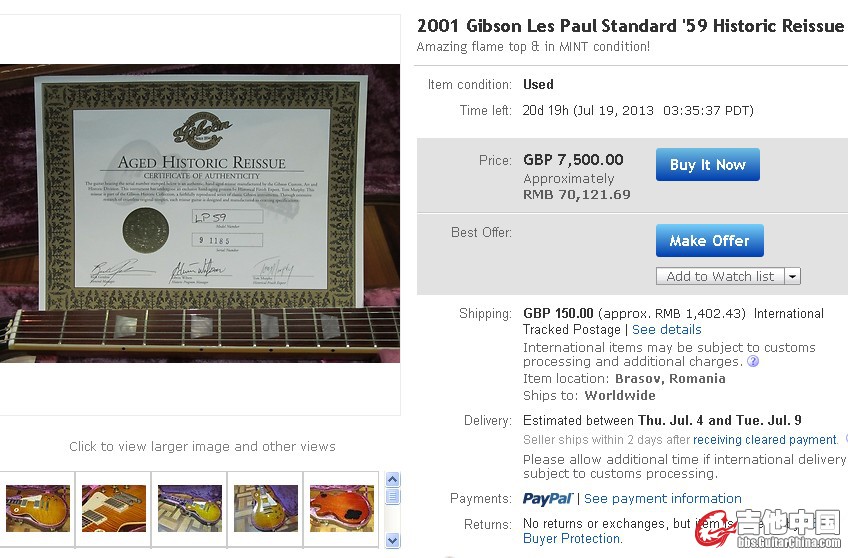 2001 Gibson Les Paul Standard '59 Historic Reissue
Amazing flame top & in MINT condition!
Item condition: Used
Time left: 20d 19h (Jul 19, 2013 03:35:37 PDT)
Price: GBP 7,500.00
Buy It Now
Approximately
RMB 70,121.69
Best Offer:
Make Offer
Add to Watch list
Shipping: GBP 150.00 (approx. RMB 1,402.43) International
Tracked Postage | See details
International items may be subject to customs
processing and additional charges.
Item location: Brasov, Romania
Ships to: Worldwide
Delivery: Estimated between Thu. Jul. 4 and Tue. Jul. 9
Seller ships within 2 days after receiving cleared payment.
Please allow additional time if international delivery
subject to customs processing.
Payments: PayPal | See payment information
Returns: No returns or exchanges, but item is
Buyer Protection.
Gibson
AGED HISTORIC REISSUE
CERTIFICATE OF AUTHENTICITY
LP59
Model Number
9 1185
Serial Number
Click to view larger image and other views
吉他中国
bbs.GuitarChina.com